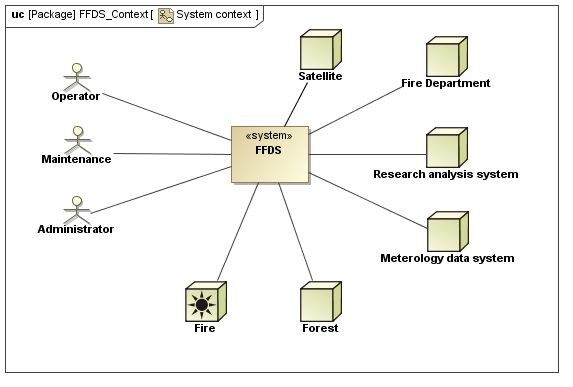 uc [Package] FFDS_Context [ System context ]
Satellite
Fire Department
Operator
«system»
FFDS
Maintenance
Research analysis system
Administrator
Meterology data system
Fire
Forest